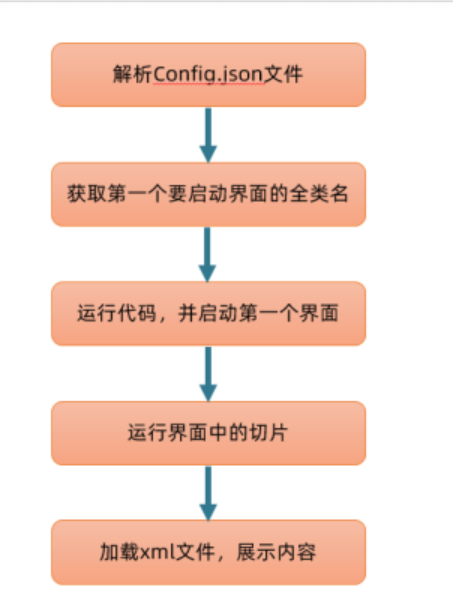 解析Config.json文件
获取第一个要启动界面的全类名
运行代码，并启动第一个界面
运行界面中的切片
加载xml文件，展示内容